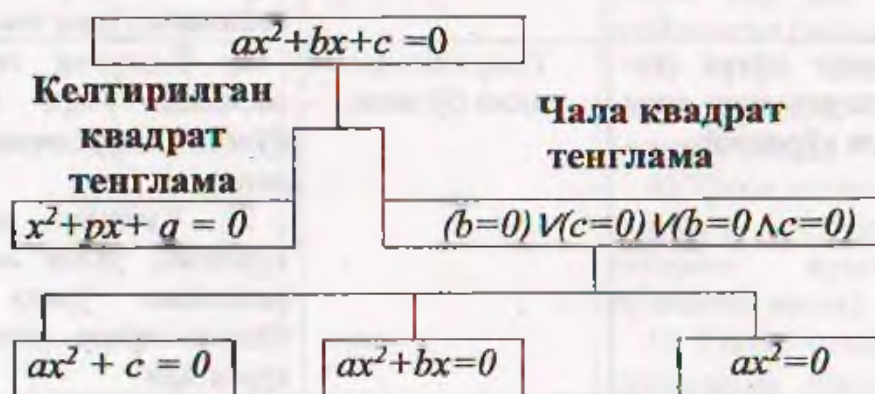 ax²+bx+c =0
Келтирилган
квадрат
тенглама
Чала квадрат
тенглама
x²+px+q = 0
(b=0) V(c=0) V(b=0 ∧c=0)
ax² + c = 0
ax²+bx=0
ax²=0